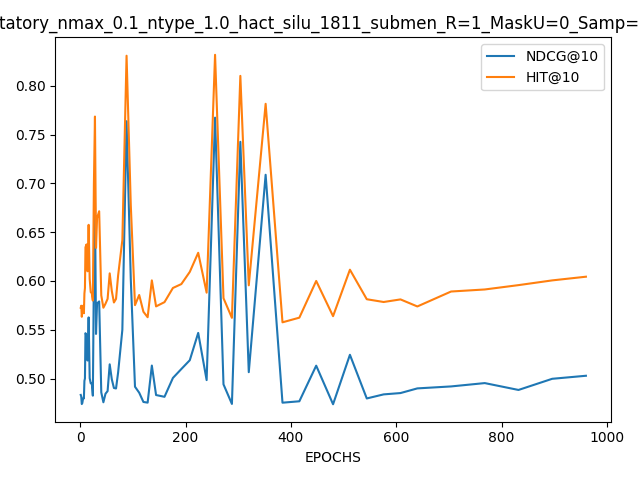 tatory_nmax_0.1_ntype_1.0_hact_silu_1811_submen_R=1_MaskU=0_Samp=
NDCG@10
HIT@10
0.80
0.75
0.70
0.65
0.60
0.55
0.50
0 200 400 600 800 1000
EPOCHS